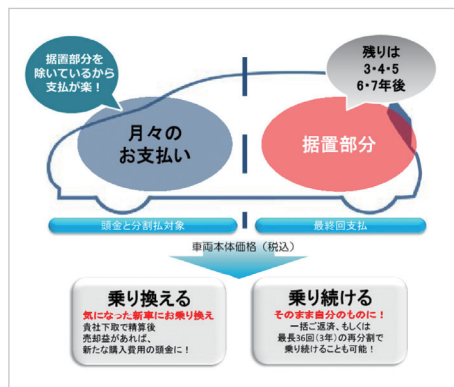 据置部分を
除いているから
支払が楽！
残りは
3・4・5
6・7年後
月々の
お支払い
据置部分
頭金と分割払対象
最終回支払
車両本体価格（税込）
乗り換える
気になった新車にお乗り換え
貴社下取で精算後
売却益があれば、
新たな購入費用の頭金に！
乗り続ける
そのまま自分のものに！
一括ご返済、もしくは
最長36回（3年）の再分割で
乗り続けることも可能！